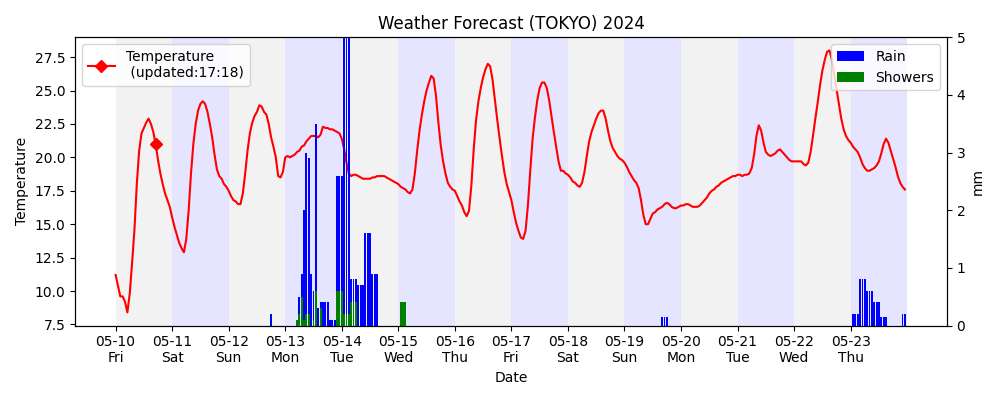 Weather Forecast (TOKYO) 2024
Temperature
(updated:17:18)
Rain
Showers
27.5
25.0
22.5
20.0
17.5
15.0
12.5
10.0
7.5
Temperature
5
4
3
2
1
0
mm
05-10 05-11 05-12 05-13 05-14 05-15 05-16 05-17 05-18 05-19 05-20 05-21 05-22 05-23
Fri Sat Sun Mon Tue Wed Thu Fri Sat Sun Mon Tue Wed Thu
Date